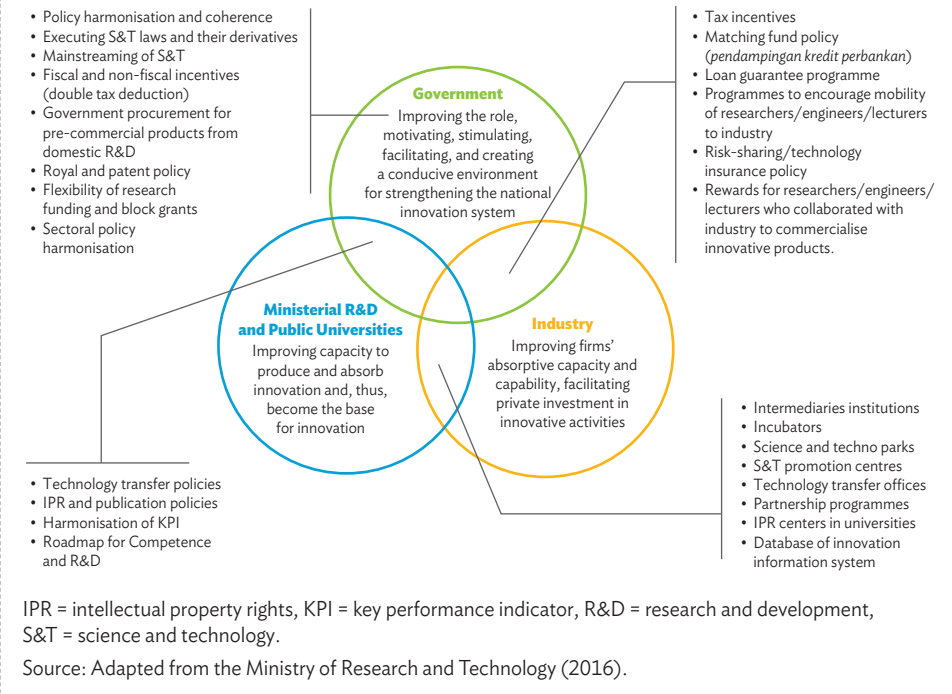 • Policy harmonisation and coherence
• Executing S&T laws and their derivatives
• Mainstreaming of S&T
• Fiscal and non-fiscal incentives
(double tax deduction)
• Government procurement for
pre-commercial products from
domestic R&D
• Royal and patent policy
• Flexibility of research
funding and block grants
• Sectoral policy
harmonisation
• Tax incentives
• Matching fund policy
(pendampingan kredit perbankan)
• Loan guarantee programme
• Programmes to encourage mobility
of researchers/engineers/lecturers
to industry
• Risk-sharing/technology
insurance policy
• Rewards for researchers/engineers/
lecturers who collaborated with
industry to commercialise
innovative products.
Government
Improving the role,
motivating, stimulating,
facilitating, and creating
a conducive environment
for strengthening the national
innovation system
Ministerial R&D
and Public Universities
Improving capacity to
produce and absorb
innovation and, thus,
become the base
for innovation
Industry
Improving firms'
absorptive capacity and
capability, facilitating
private investment in
innovative activities
• Technology transfer policies
• IPR and publication policies
• Harmonisation of KPI
• Roadmap for Competence
and R&D
• Intermediaries institutions
• Incubators
• Science and techno parks
• S&T promotion centres
• Technology transfer offices
• Partnership programmes
• IPR centers in universities
• Database of innovation
information system
IPR = intellectual property rights, KPI = key performance indicator, R&D = research and development,
S&T = science and technology.
Source: Adapted from the Ministry of Research and Technology (2016).